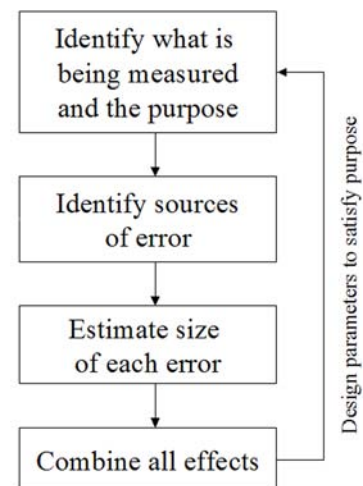 Identify what is
being measured
and the purpose
Identify sources
of error
Estimate size
of each error
Combine all effects
Design parameters to satisfy purpose